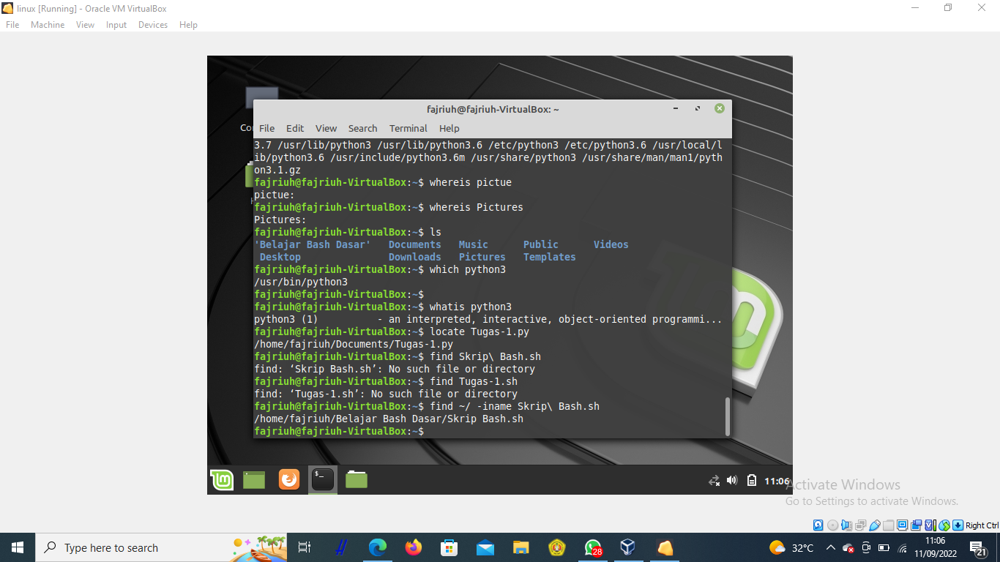 linux [Running] - Oracle VM VirtualBox
File Machine View Input Devices Help
Co
fajriuh@fajriuh-VirtualBox: ~
File Edit View Search Terminal Help
3.7 /usr/lib/python3 /usr/lib/python3.6 /etc/python3 /etc/python3.6 /usr/local/l
ib/python3.6 /usr/include/python3.6m /usr/share/python3 /usr/share/man/man1/pyth
on3.1.gz
fajriuh@fajriuh-VirtualBox:~$ whereis pictue
pictue:
fajriuh@fajriuh-VirtualBox:~$ whereis Pictures
Pictures:
fajriuh@fajriuh-VirtualBox:~$ ls
'Belajar Bash Dasar' Documents Music Public Videos
Desktop Downloads Pictures Templates
fajriuh@fajriuh-VirtualBox:~$ which python3
/usr/bin/python3
fajriuh@fajriuh-VirtualBox:~$
fajriuh@fajriuh-VirtualBox:~$ whatis python3
python3 (1) - an interpreted, interactive, object-oriented programmi...
fajriuh@fajriuh-VirtualBox:~$ locate Tugas-1.py
/home/fajriuh/Documents/Tugas-1.py
fajriuh@fajriuh-VirtualBox:~$ find Skrip\ Bash.sh
find: ‘Skrip Bash.sh’: No such file or directory
fajriuh@fajriuh-VirtualBox:~$ find Tugas-1.sh
find: ‘Tugas-1.sh’: No such file or directory
fajriuh@fajriuh-VirtualBox:~$ find ~/ -iname Skrip\ Bash.sh
/home/fajriuh/Belajar Bash Dasar/Skrip Bash.sh
fajriuh@fajriuh-VirtualBox:~$
11:06
Activate Windows
Go to Settings to activate Windows.
Right Ctrl
Type here to search
28
32°C
11:06
11/09/2022
21